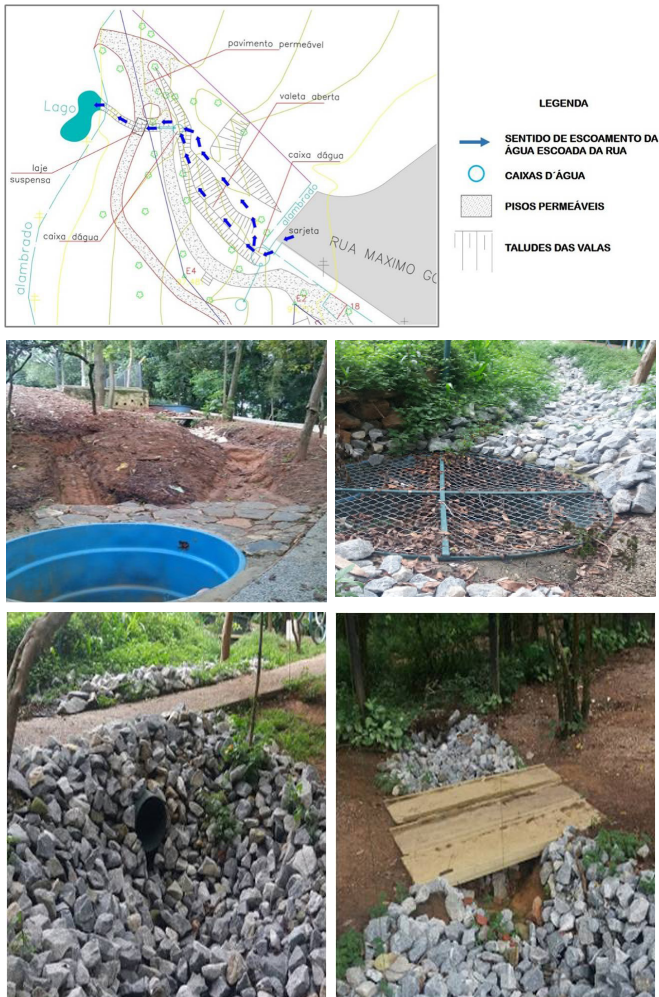 pavimento permeável
Lago
valeta aberta
laje
suspensa
caixa dágua
caixa dágua
alambrado
sarjeta
alambrado
RUA MAXIMO GO
E4
E2
18
LEGENDA
SENTIDO DE ESCOAMENTO DA
ÁGUA ESCOADA DA RUA
CAIXAS D´ÁGUA
PISOS PERMEÁVEIS
TALUDES DAS VALAS